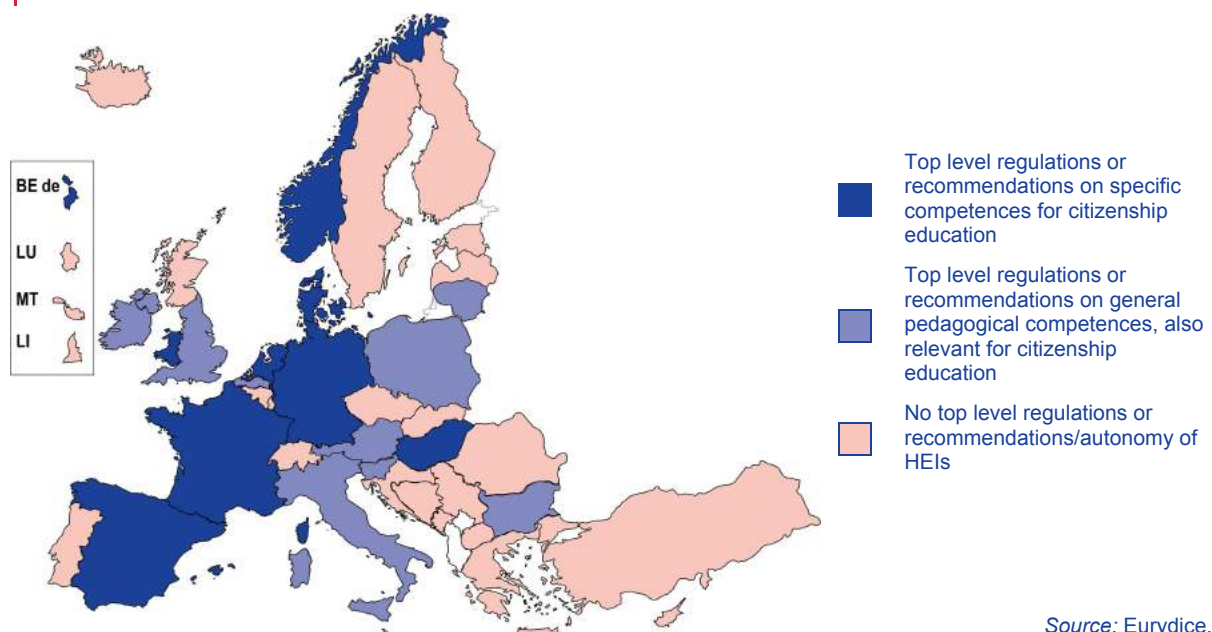 BE de
LU
MT
LI
Top level regulations or
recommendations on specific
competences for citizenship
education
Top level regulations or
recommendations on general
pedagogical competences, also
relevant for citizenship
education
No top level regulations or
recommendations/autonomy of
HEIs
Source: Eurydice.